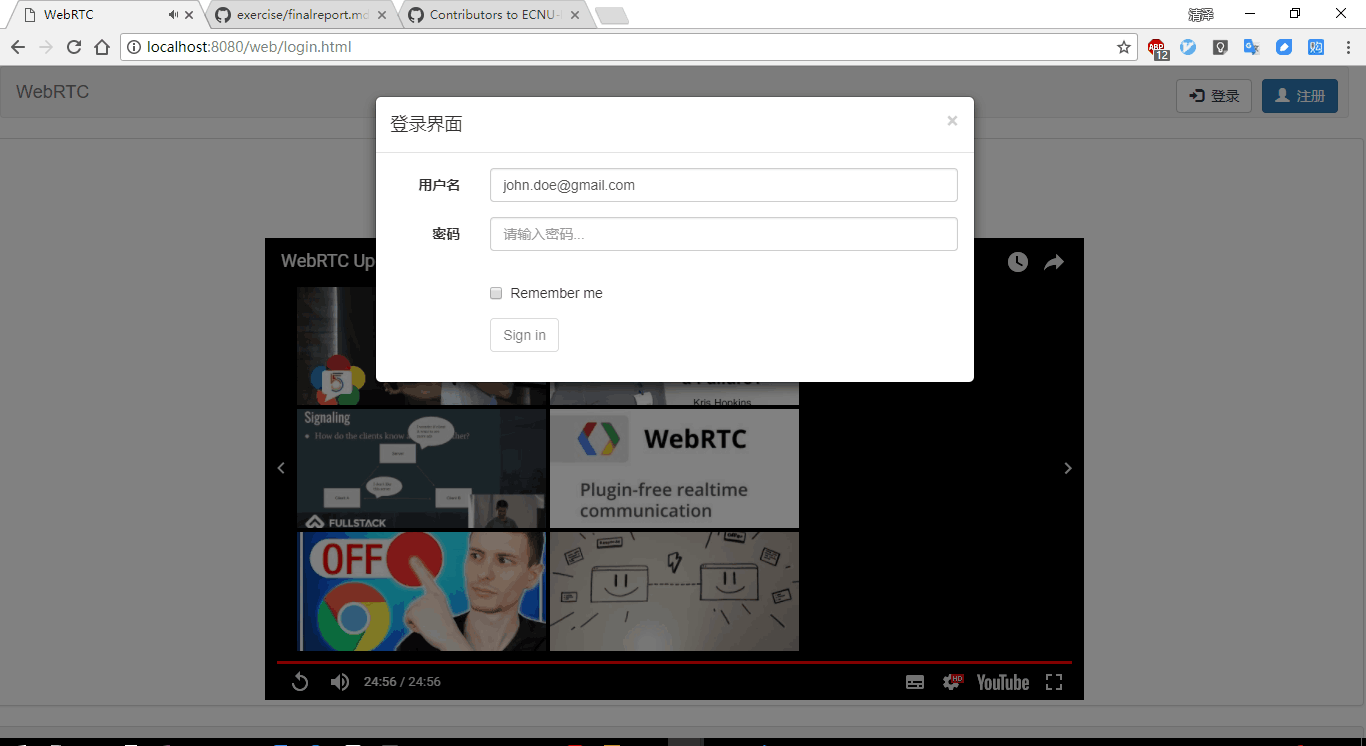 WebRTC
exercise/finalreport.md
Contributors to ECNU-
清泽
localhost:8080/web/login.html
ABP
12
购
WebRTC
登录
注册
登录界面
×
用户名
john.doe@gmail.com
密码
请输入密码...
Remember me
Sign in
WebRTC Up
5
Kris Hopkins
Signaling
How do the clients know
FULLSTACK
WebRTC
Plugin-free realtime
communication
OFF
24:56 / 24:56
HD
YouTube